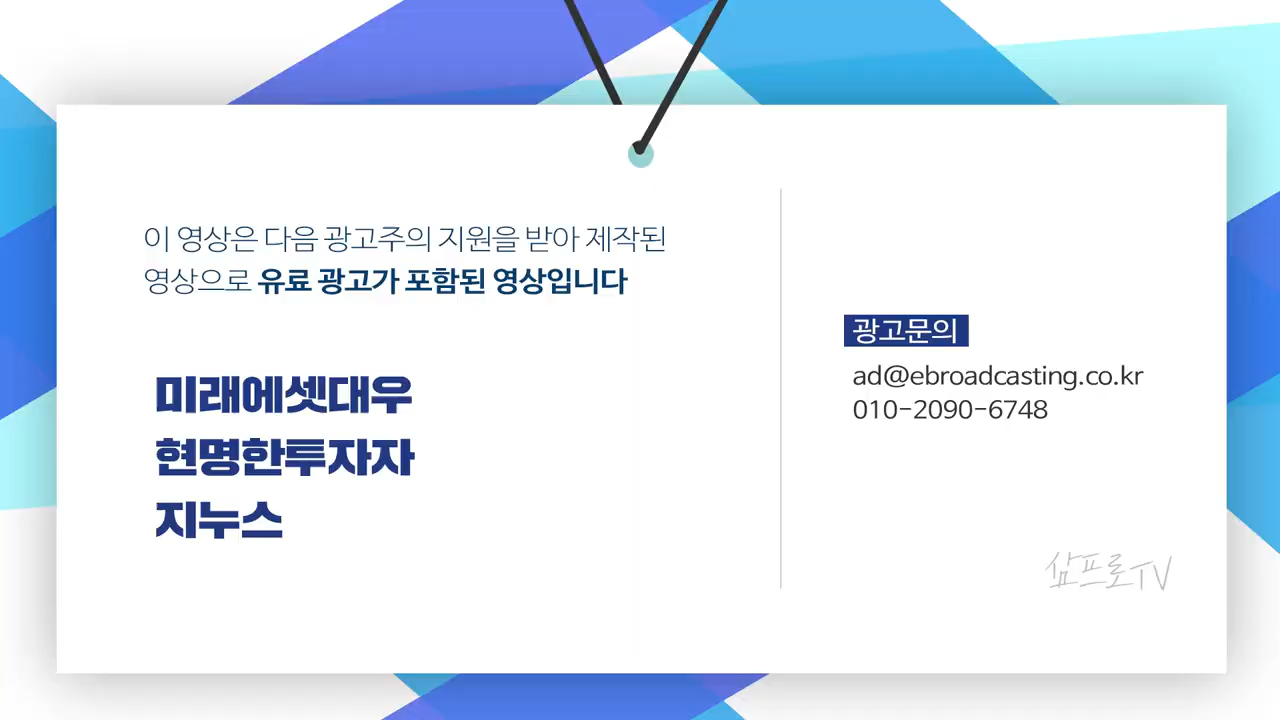 이 영상은 다음 광고주의 지원을 받아 제작된
영상으로 유료 광고가 포함된 영상입니다
미래에셋대우
현명한투자자
지누스
광고문의
ad@ebroadcasting.co.kr
010-2090-6748
삼프로TV